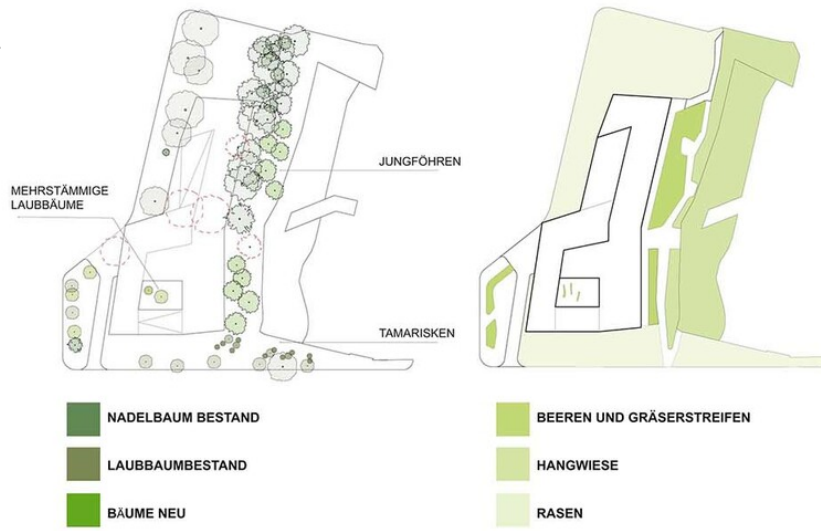 JUNGFÖHREN
MEHRSTÄMMIGE
LAUBBÄUME
TAMARISKEN
NADELBAUM BESTAND
LAUBBAUMBESTAND
BÄUME NEU
BEEREN UND GRÄSERSTREIFEN
HANGWIESE
RASEN